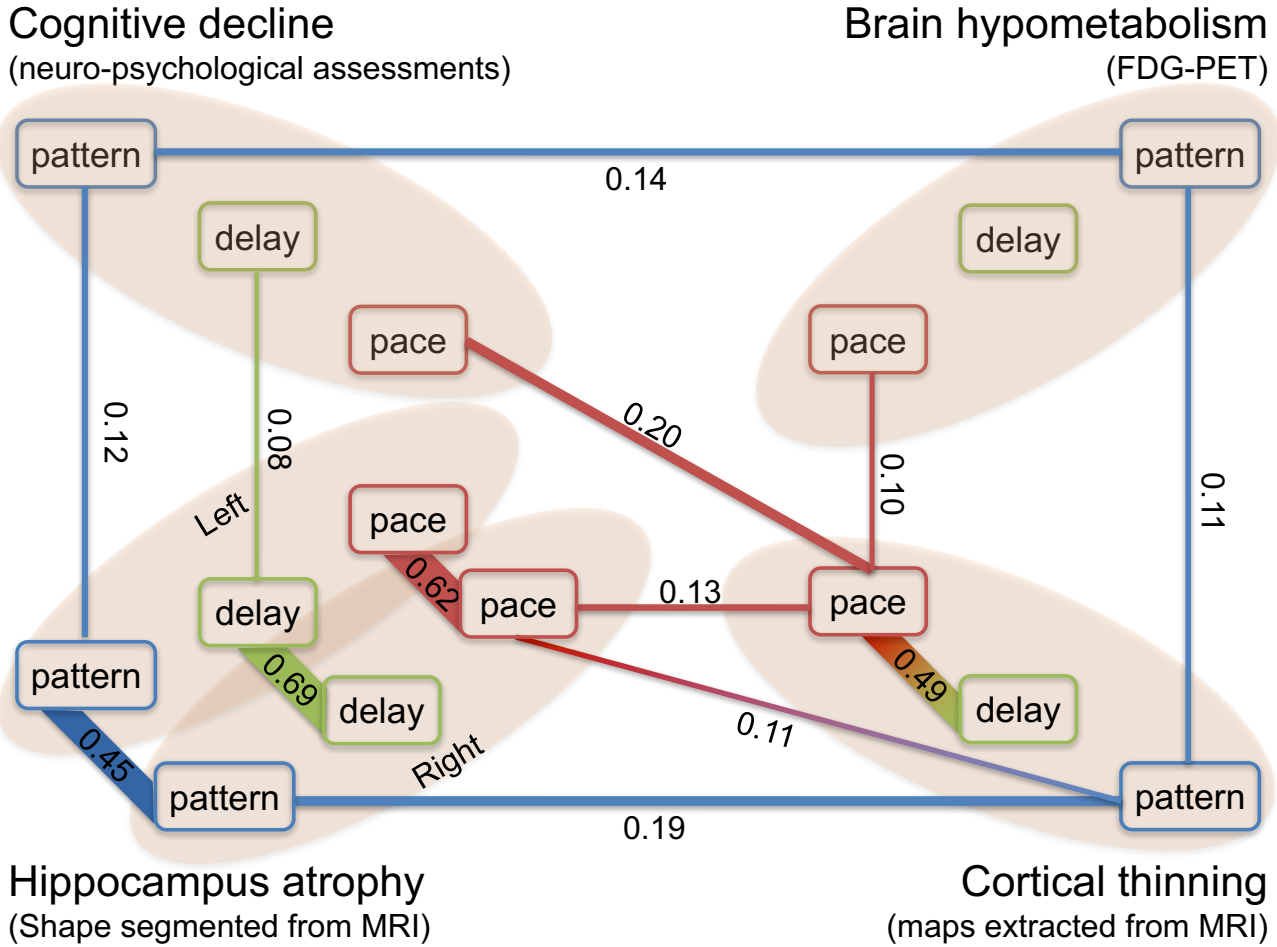 Cognitive decline
(neuro-psychological assessments)
Brain hypometabolism
(FDG-PET)
pattern
pattern
0.14
delay
delay
pace
pace
0.12
0.08
0.20
0.10
0.11
Left
pace
0.62
pace
0.13
pace
delay
0.69
delay
0.49
delay
pattern
0.45
pattern
Right
0.11
pattern
0.19
Hippocampus atrophy
(Shape segmented from MRI)
Cortical thinning
(maps extracted from MRI)